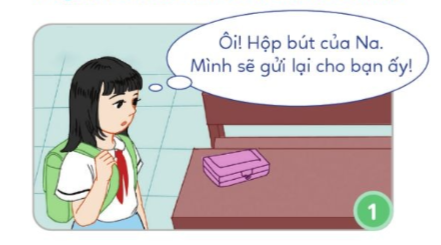 Ôi! Hộp bút của Na.
Mình sẽ gửi lại cho bạn ấy!
1